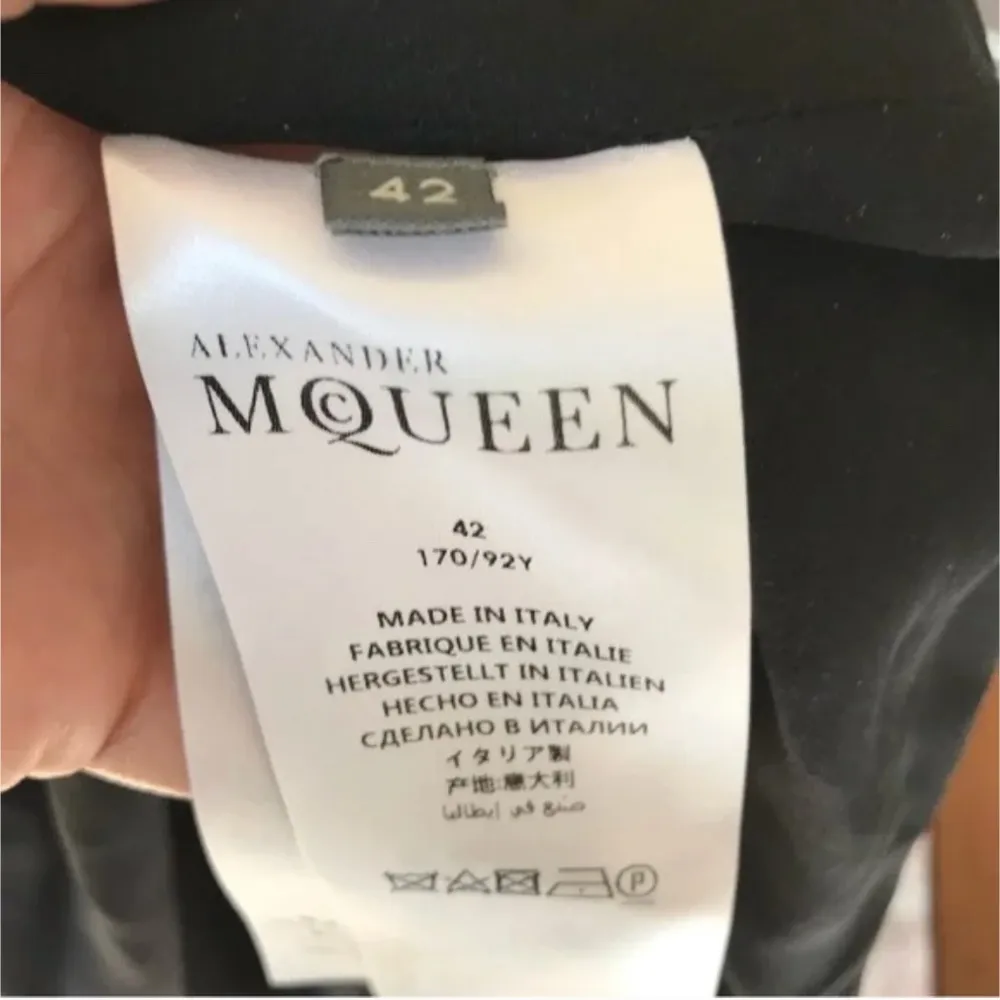 42
ALEXANDER
MCQUEEN
42
170/92Y
MADE IN ITALY
FABRIQUE EN ITALIE
HERGESTELLT IN ITALIEN
HECHO EN ITALIA
СДЕЛАНО В ИТАЛИИ
イタリア製
产地:意大利
صنع في إيطاليا
P